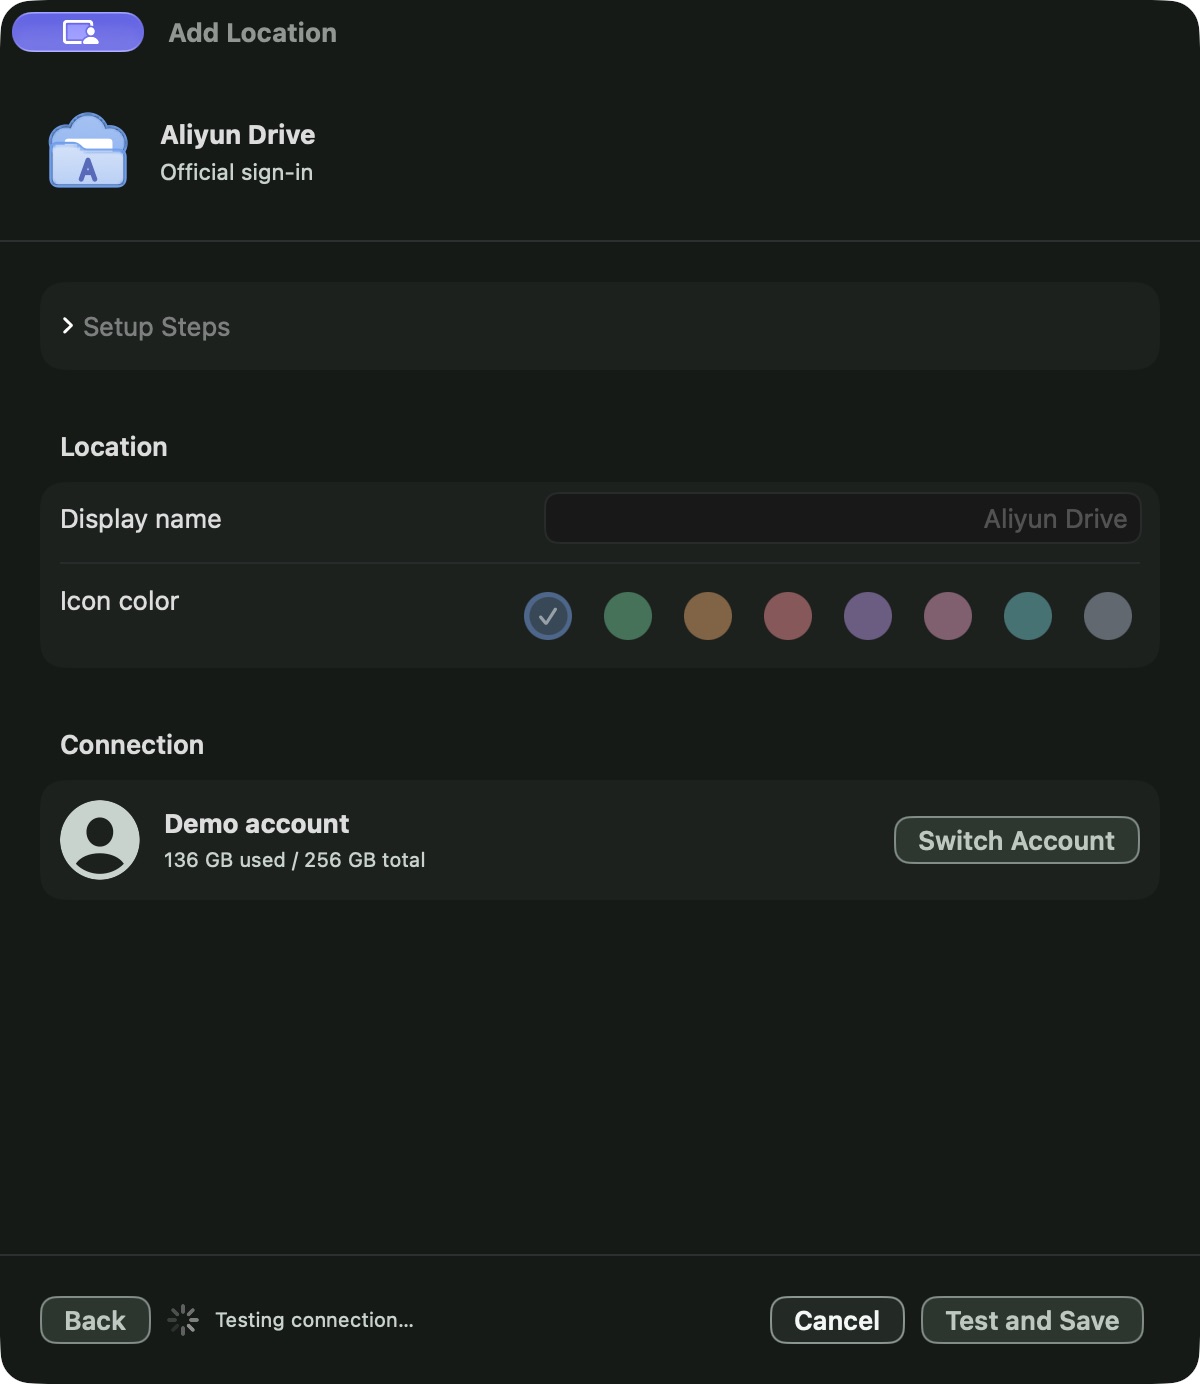 Add Location
Aliyun Drive
Official sign-in
Setup Steps
Location
Display name
Aliyun Drive
Icon color
Connection
Demo account
136 GB used / 256 GB total
Switch Account
Back
Testing connection...
Cancel
Test and Save